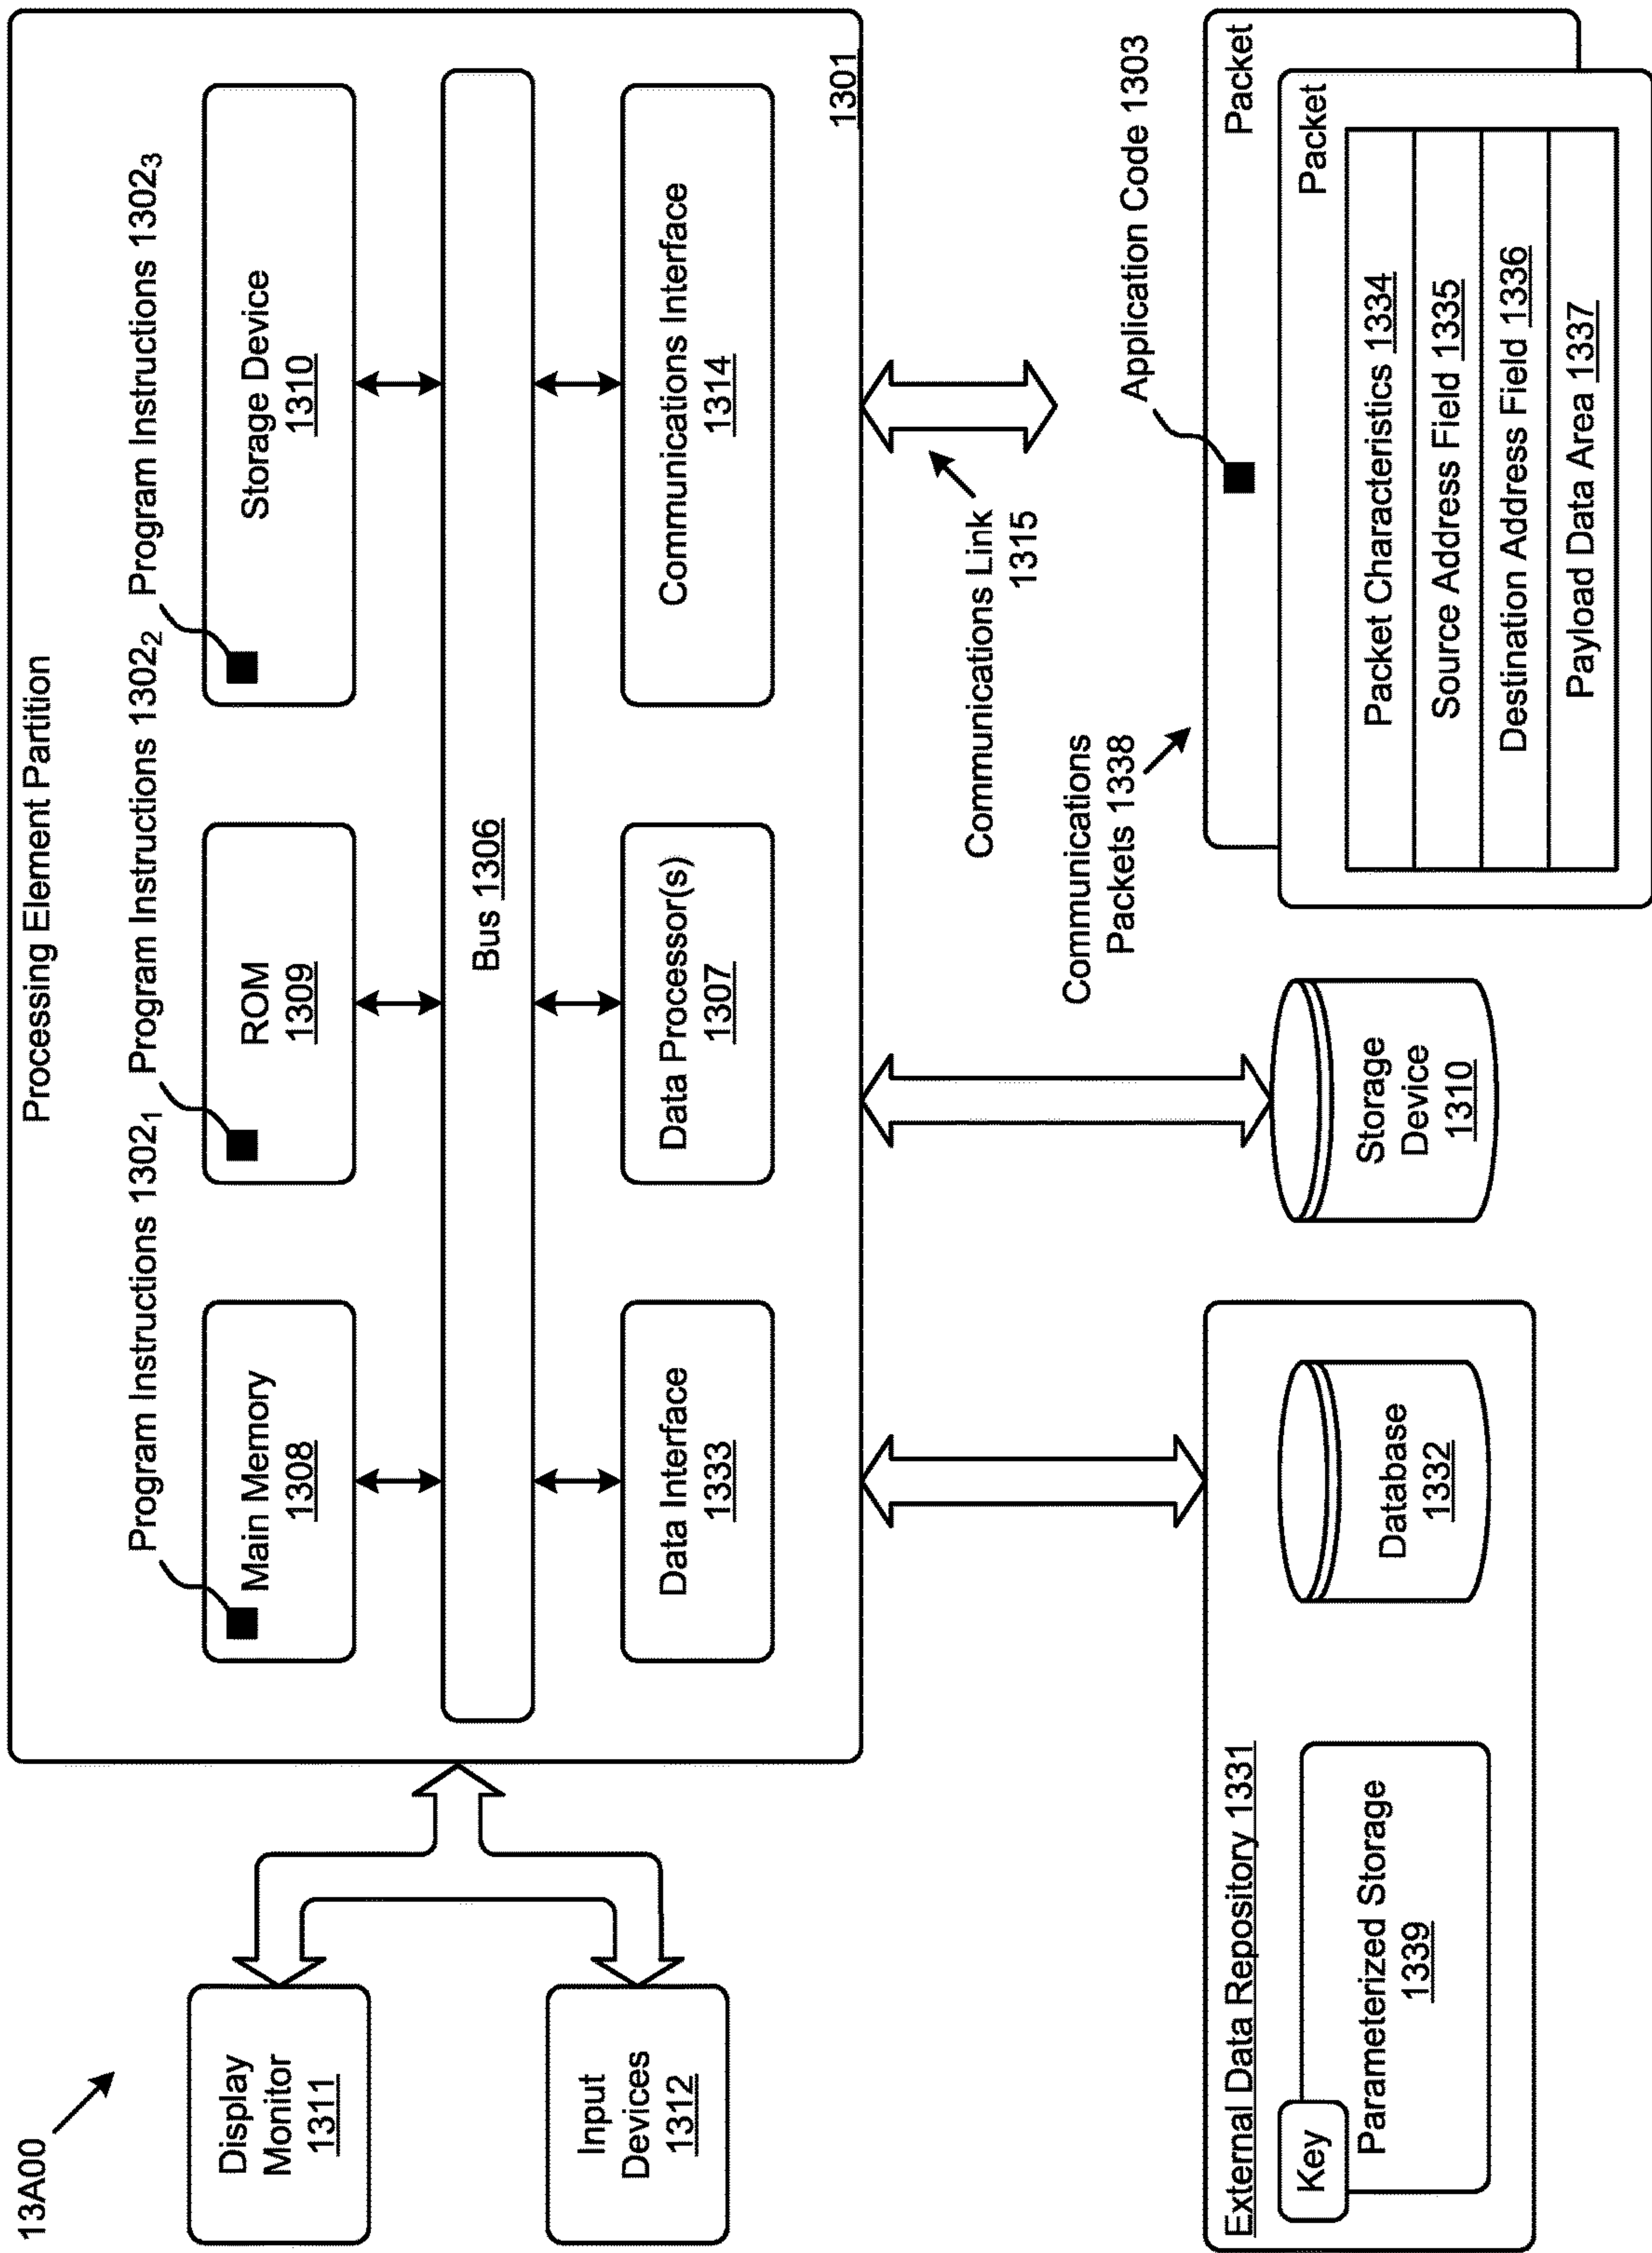 13A00
Processing Element Partition
Program Instructions 1302₁
Program Instructions 1302₂
Program Instructions 1302₃
Main Memory
1308
ROM
1309
Storage Device
1310
Display
Monitor
1311
Bus 1306
Input
Devices
1312
Data Interface
1333
Data Processor(s)
1307
Communications Interface
1314
1301
Communications Link
1315
External Data Repository 1331
Key
Parameterized Storage
1339
Database
1332
Storage
Device
1310
Communications
Packets 1338
Application Code 1303
Packet
Packet
Packet Characteristics 1334
Source Address Field 1335
Destination Address Field 1336
Payload Data Area 1337